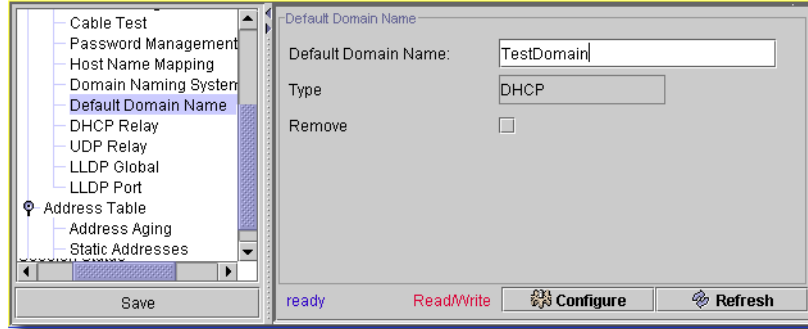 Cable Test
Password Management
Host Name Mapping
Domain Naming System
Default Domain Name
DHCP Relay
UDP Relay
LLDP Global
LLDP Port
Address Table
Address Aging
Static Addresses
Session Status
Save
Default Domain Name
Default Domain Name: TestDomain
Type DHCP
Remove
ready Read/Write Configure Refresh